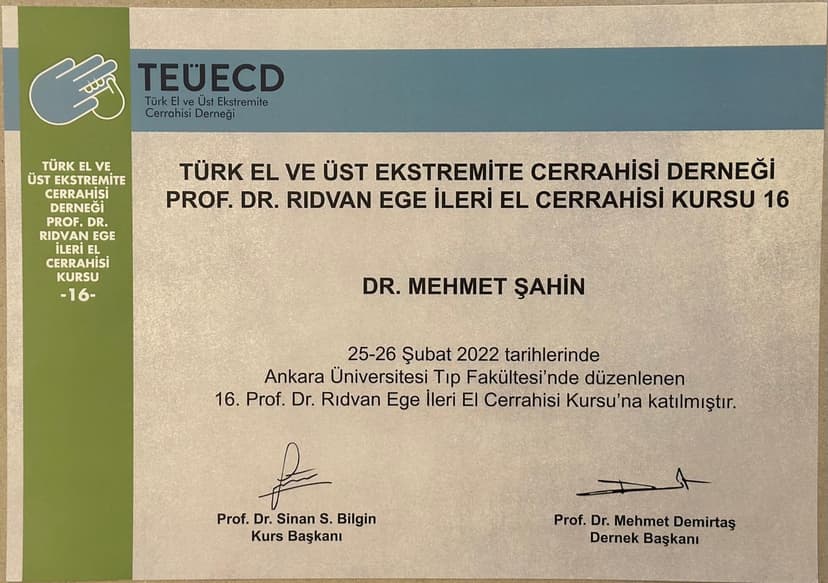 TEÜECD
Türk El ve Üst Ekstremite
Cerrahisi Derneği
TÜRK EL VE
ÜST EKSTREMİTE
CERRAHİSİ
DERNEĞİ
PROF. DR.
RIDVAN EGE
İLERİ EL
CERRAHİSİ
KURSU
-16-
TÜRK EL VE ÜST EKSTREMİTE CERRAHİSİ DERNEĞİ
PROF. DR. RIDVAN EGE İLERİ EL CERRAHİSİ KURSU 16
DR. MEHMET ŞAHİN
25-26 Şubat 2022 tarihlerinde
Ankara Üniversitesi Tıp Fakültesi’nde düzenlenen
16. Prof. Dr. Rıdvan Ege İleri El Cerrahisi Kursu’na katılmıştır.
Prof. Dr. Sinan S. Bilgin
Kurs Başkanı
Prof. Dr. Mehmet Demirtaş
Dernek Başkanı